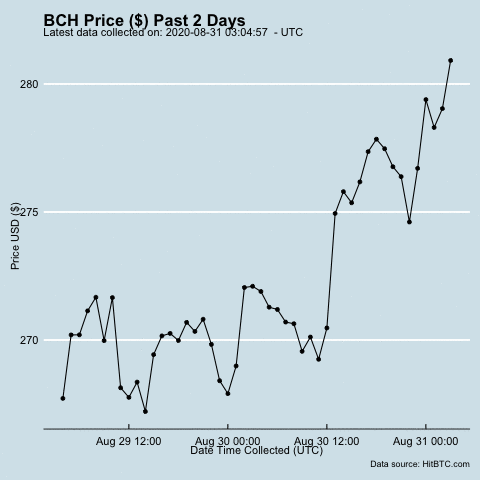 BCH Price ($) Past 2 Days
Latest data collected on: 2020-08-31 03:04:57  - UTC
280
275
270
Price USD ($)
Aug 29 12:00
Aug 30 00:00
Aug 30 12:00
Aug 31 00:00
Date Time Collected (UTC)
Data source: HitBTC.com